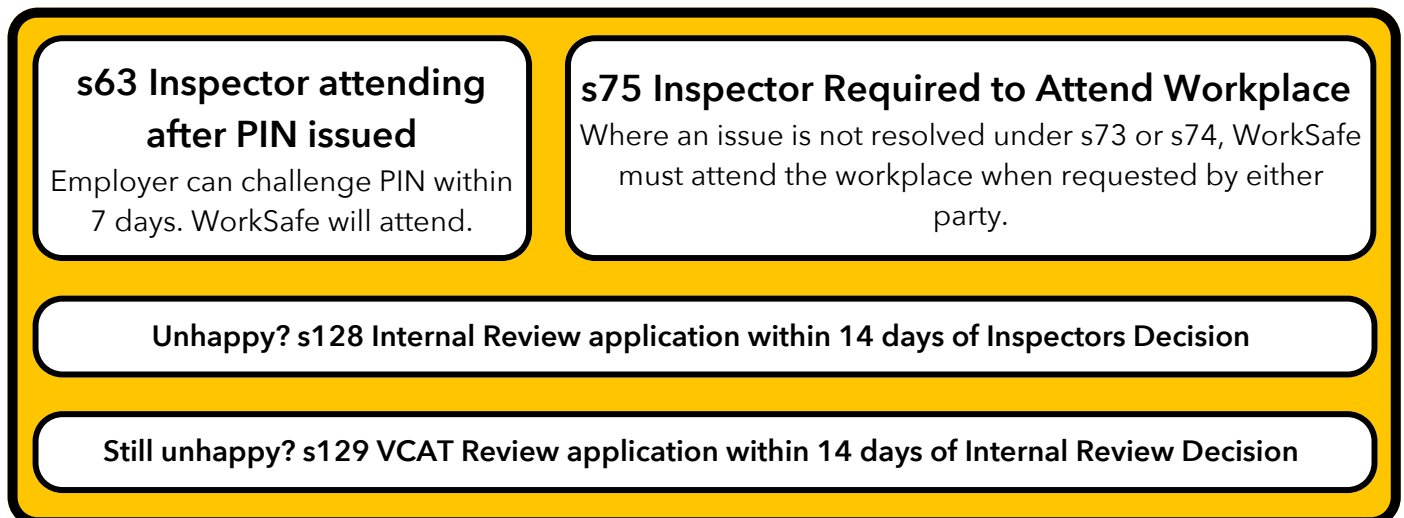 s63 Inspector attending
after PIN issued
Employer can challenge PIN within
7 days. WorkSafe will attend.
s75 Inspector Required to Attend Workplace
Where an issue is not resolved under s73 or s74, WorkSafe
must attend the workplace when requested by either
party.
Unhappy? s128 Internal Review application within 14 days of Inspectors Decision
Still unhappy? s129 VCAT Review application within 14 days of Internal Review Decision